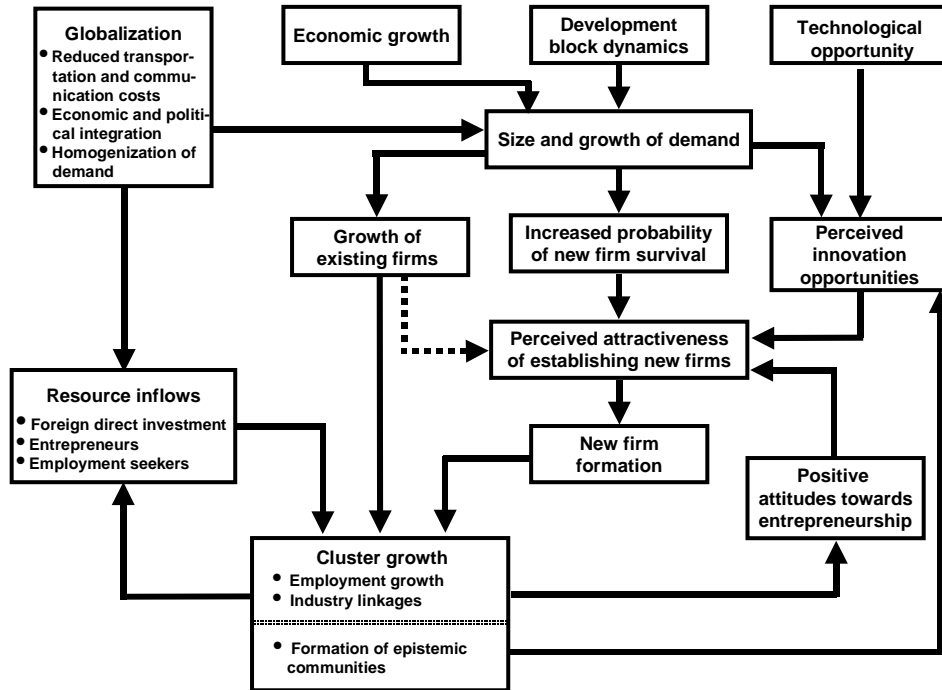 Globalization
• Reduced transpor-
tation and commu-
nication costs
• Economic and polit-
ical integration
• Homogenization of
demand
Economic growth
Development
block dynamics
Technological
opportunity
Size and growth of demand
Growth of
existing firms
Increased probability
of new firm survival
Perceived
innovation
opportunities
Perceived attractiveness
of establishing new firms
Resource inflows
• Foreign direct investment
• Entrepreneurs
• Employment seekers
New firm
formation
Positive
attitudes towards
entrepreneurship
Cluster growth
• Employment growth
• Industry linkages
• Formation of epistemic
communities